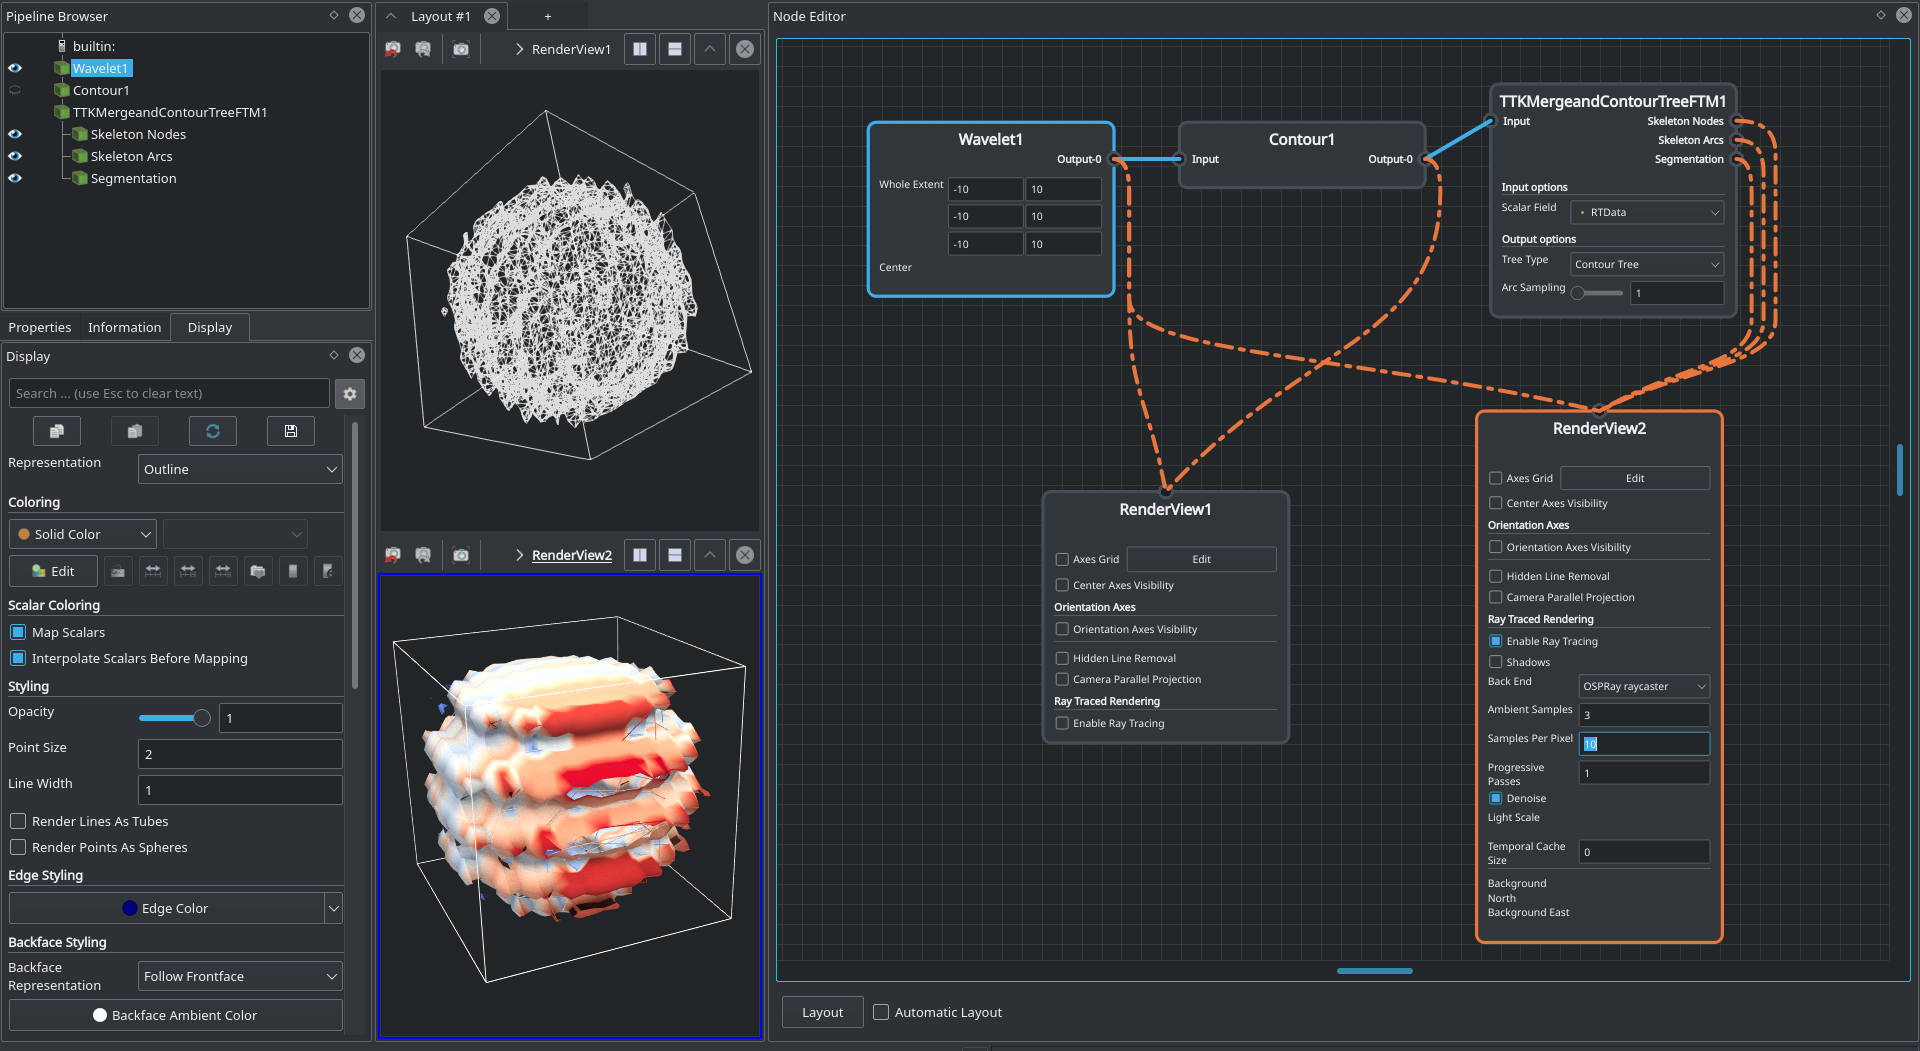 Pipeline Browser
builtin:
Wavelet1
Contour1
TTKMergeandContourTreeFTM1
Skeleton Nodes
Skeleton Arcs
Segmentation
Properties
Information
Display
Display
Search ... (use Esc to clear text)
Representation
Outline
Coloring
Solid Color
Edit
Scalar Coloring
Map Scalars
Interpolate Scalars Before Mapping
Styling
Opacity
1
Point Size
2
Line Width
1
Render Lines As Tubes
Render Points As Spheres
Edge Styling
Edge Color
Backface Styling
Backface
Representation
Follow Frontface
Backface Ambient Color
Layout #1
+
RenderView1
RenderView2
Node Editor
Wavelet1
Output-0
Whole Extent
-10
10
-10
10
-10
10
Center
Contour1
Input
Output-0
TTKMergeandContourTreeFTM1
Input
Skeleton Nodes
Skeleton Arcs
Segmentation
Input options
Scalar Field
RTData
Output options
Tree Type
Contour Tree
Arc Sampling
1
RenderView1
Axes Grid
Edit
Center Axes Visibility
Orientation Axes
Orientation Axes Visibility
Hidden Line Removal
Camera Parallel Projection
Ray Traced Rendering
Enable Ray Tracing
RenderView2
Axes Grid
Edit
Center Axes Visibility
Orientation Axes
Orientation Axes Visibility
Hidden Line Removal
Camera Parallel Projection
Ray Traced Rendering
Enable Ray Tracing
Shadows
Back End
OSPRay raycaster
Ambient Samples
3
Samples Per Pixel
10
Progressive
Passes
1
Denoise
Light Scale
Temporal Cache
Size
0
Background
North
Background East
Layout
Automatic Layout